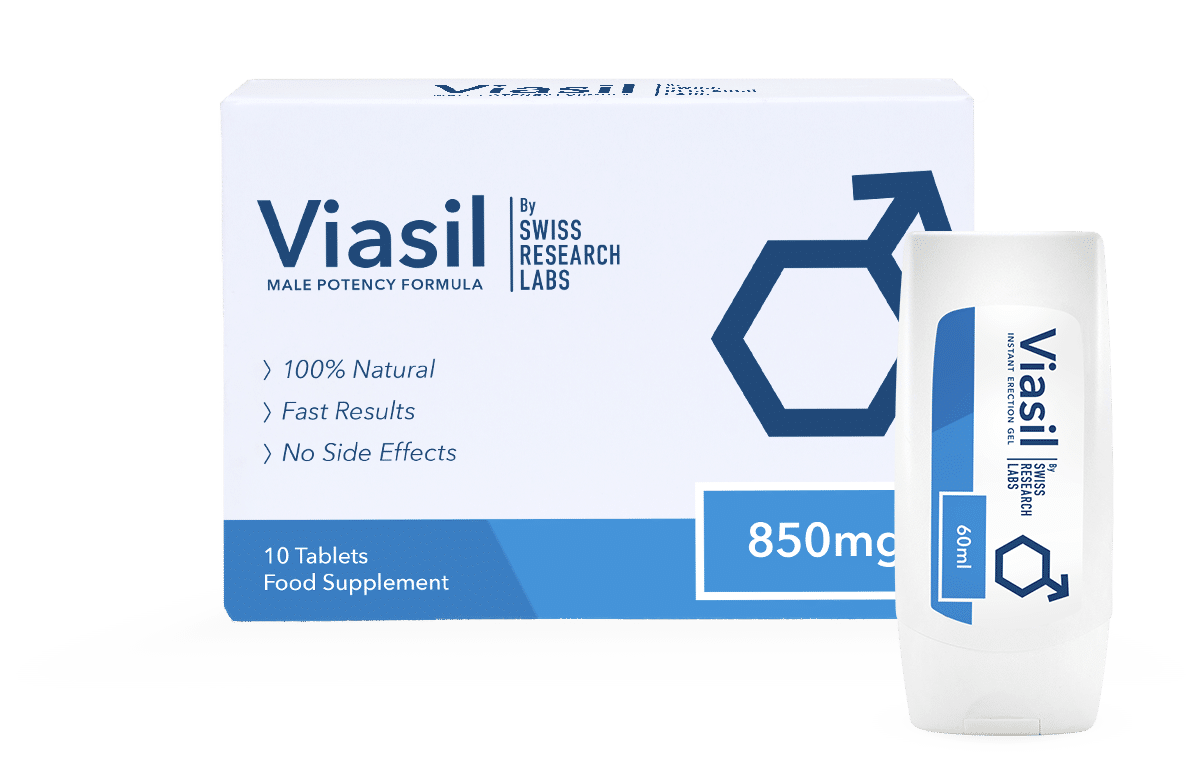 Viasil
Viasil
MALE POTENCY FORMULA
By
SWISS
RESEARCH
LABS
100% Natural
Fast Results
No Side Effects
10 Tablets
Food Supplement
850mg
Viasil
INSTANT ERECTION GEL
By
SWISS
RESEARCH
LABS
60ml